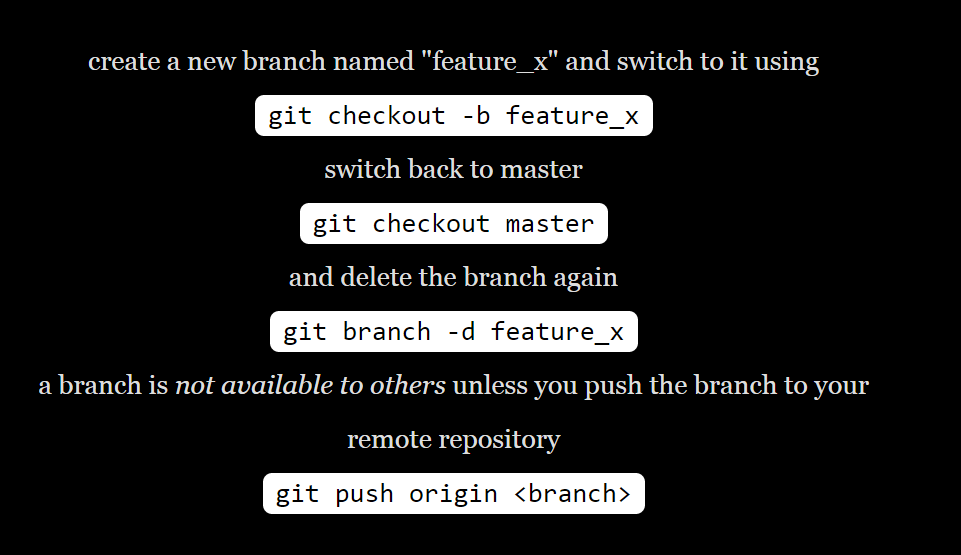 create a new branch named "feature_x" and switch to it using
git checkout -b feature_x
switch back to master
git checkout master
and delete the branch again
git branch -d feature_x
a branch is not available to others unless you push the branch to your
remote repository
git push origin <branch>